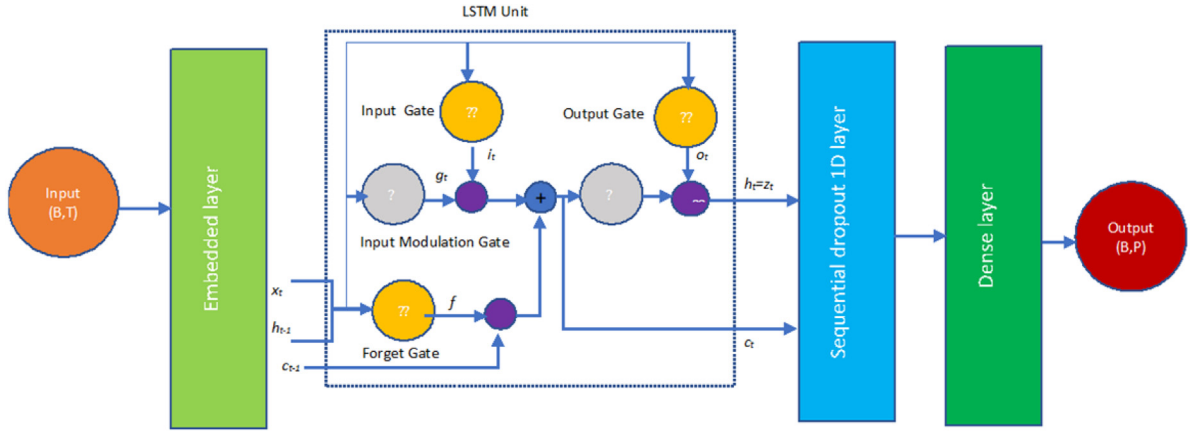 LSTM Unit
Input
(B,T)
Embedded layer
Input Gate
??
Output Gate
??
iₜ
oₜ
gₜ
?
+
?
~~
hₜ=zₜ
Input Modulation Gate
xₜ
hₜ₋₁
cₜ₋₁
??
f
Forget Gate
cₜ
Sequential dropout 1D layer
Dense layer
Output
(B,P)